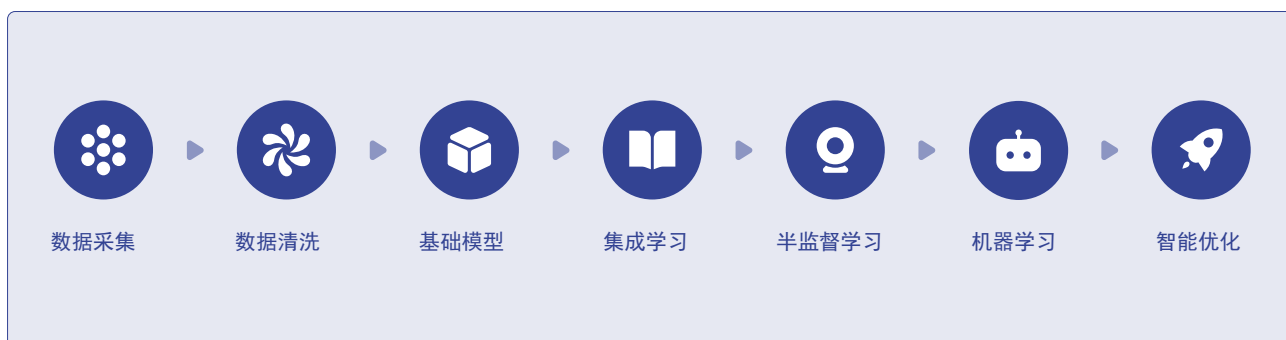 数据采集
数据清洗
基础模型
集成学习
半监督学习
机器学习
智能优化